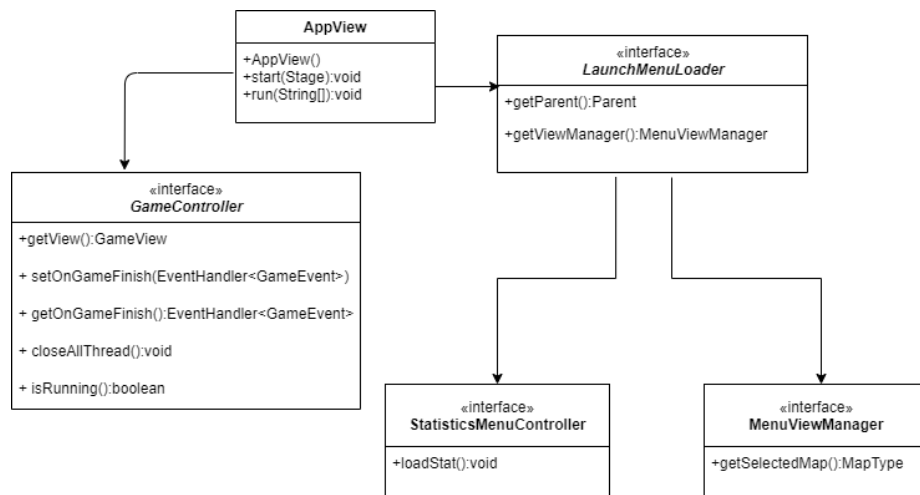 AppView
+AppView()
+start(Stage):void
+run(String[]):void
«interface»
LaunchMenuLoader
+getParent():Parent
+getViewManager():MenuViewManager
«interface»
GameController
+getView():GameView
+ setOnGameFinish(EventHandler<GameEvent>)
+ getOnGameFinish():EventHandler<GameEvent>
+ closeAllThread():void
+ isRunning():boolean
«interface»
StatisticsMenuController
+loadStat():void
«interface»
MenuViewManager
+getSelectedMap():MapType